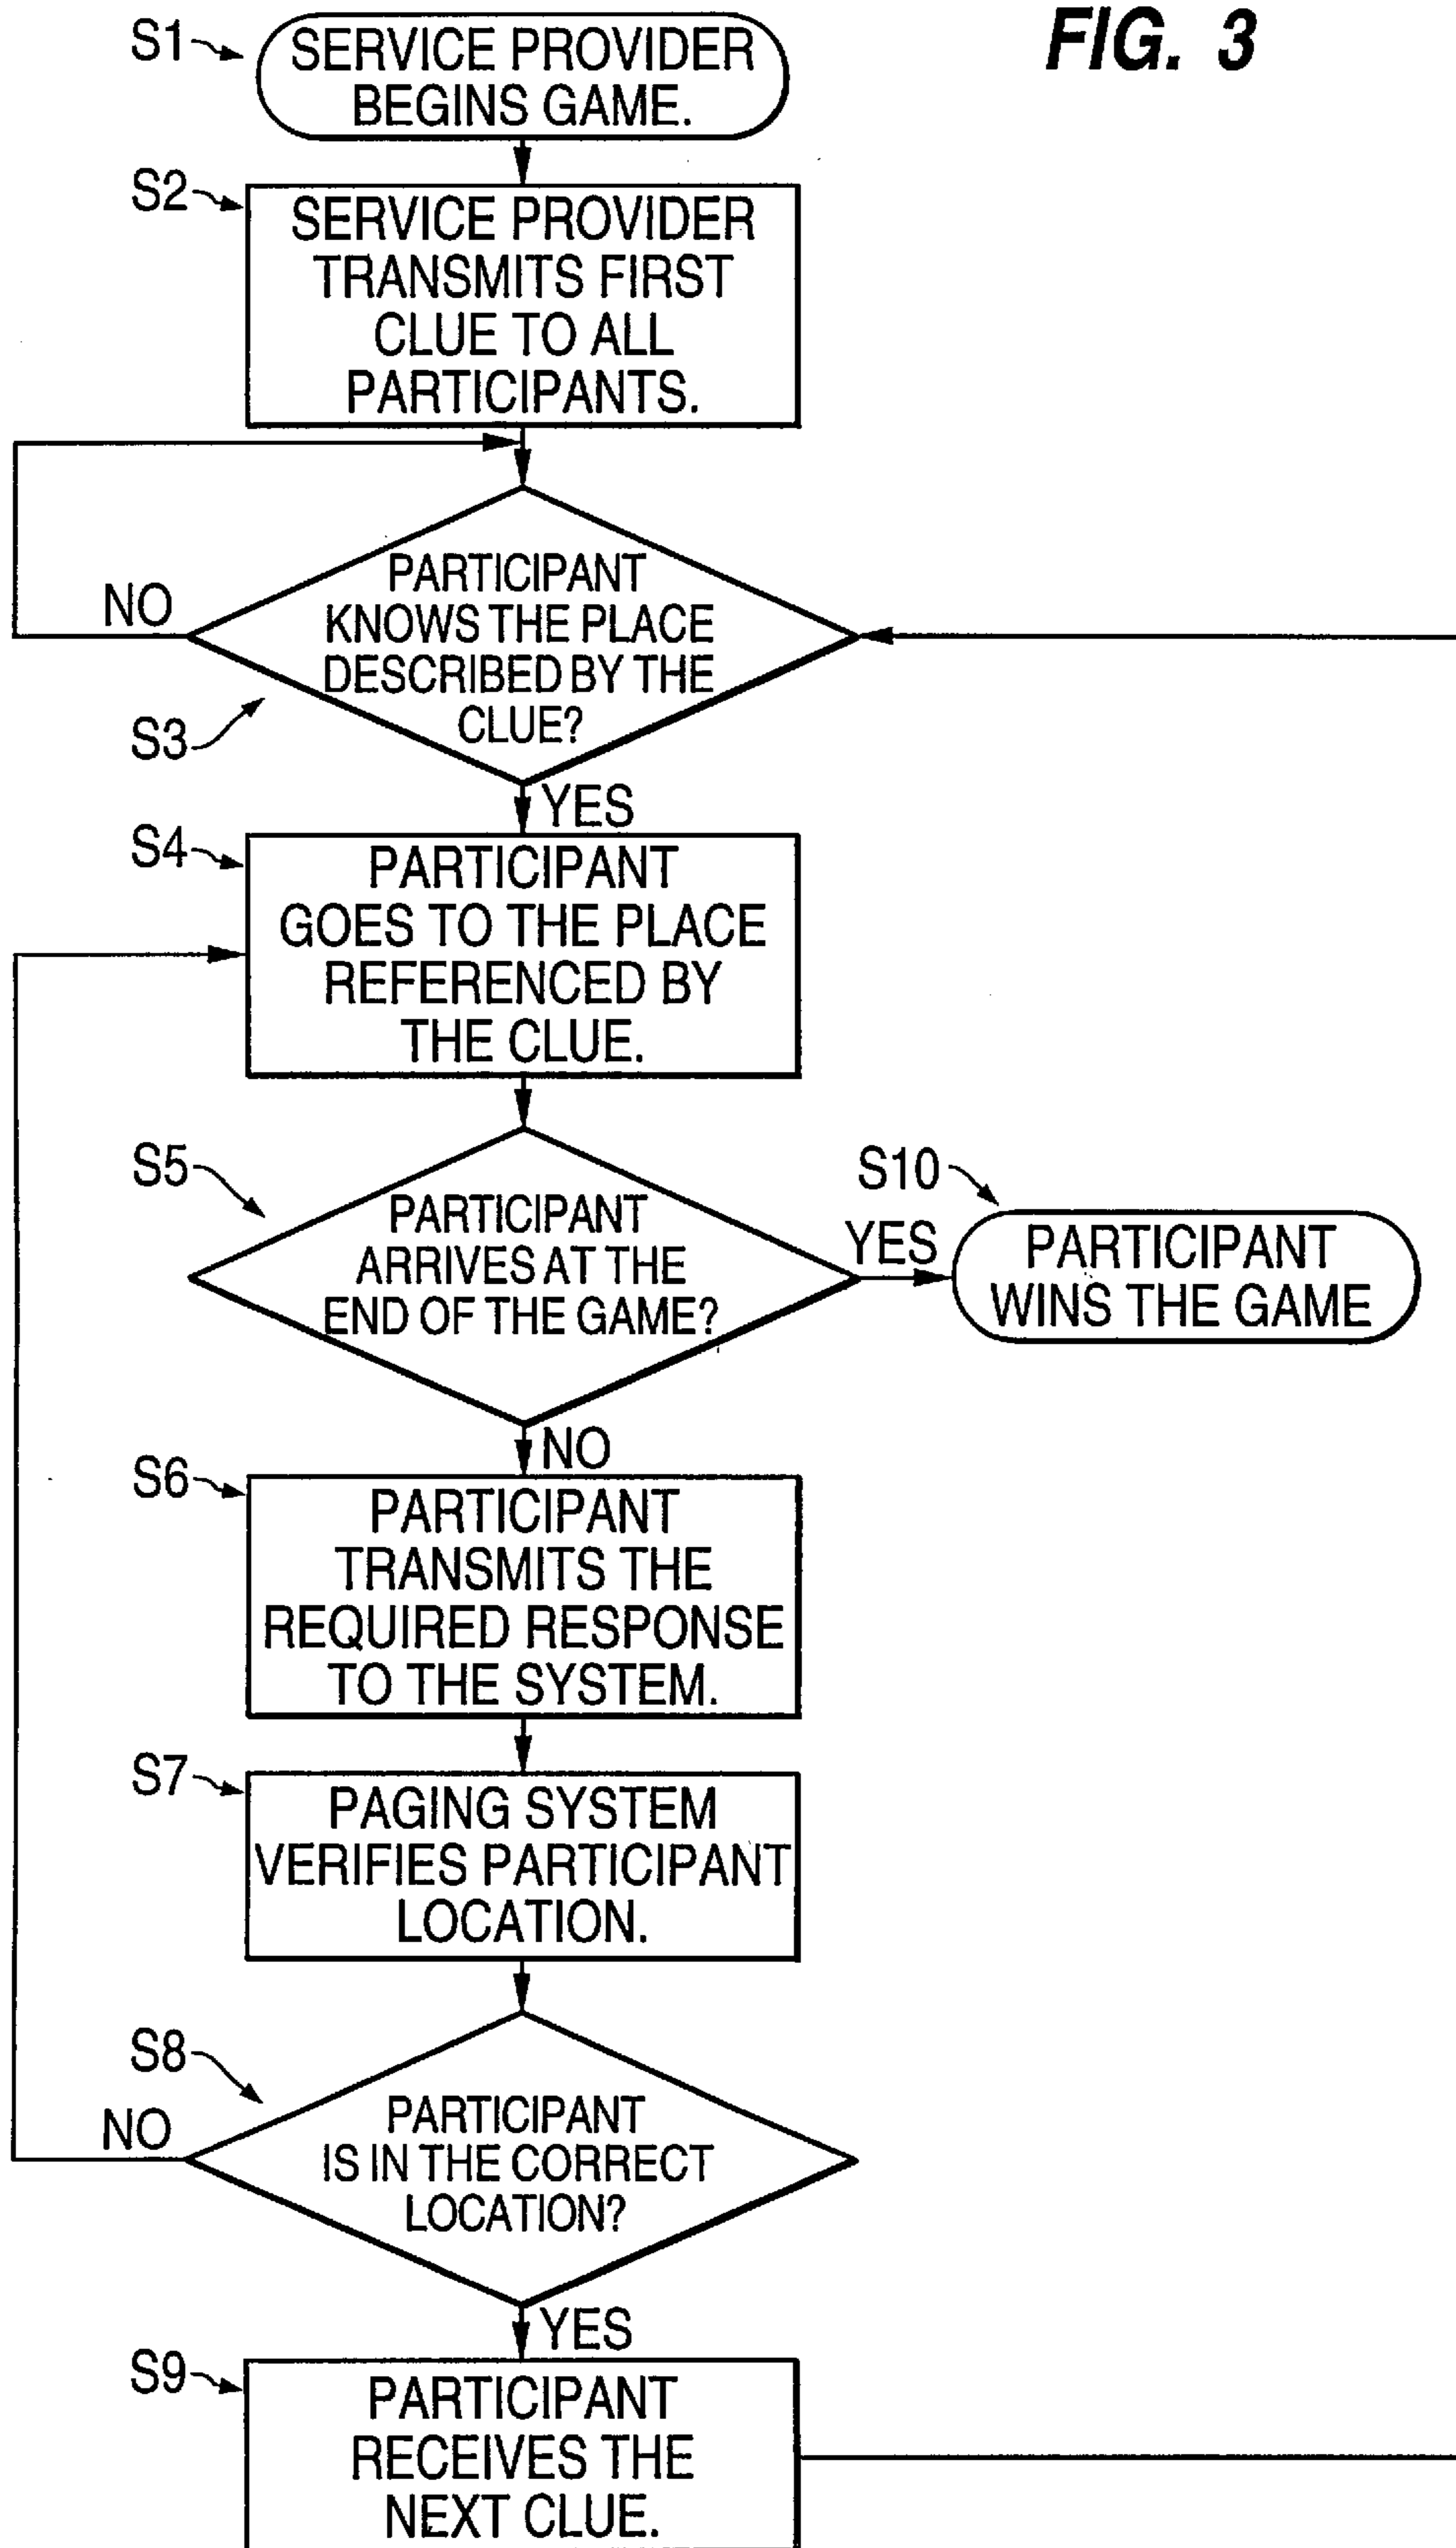 FIG. 3
S1
SERVICE PROVIDER
BEGINS GAME.
S2
SERVICE PROVIDER
TRANSMITS FIRST
CLUE TO ALL
PARTICIPANTS.
NO
PARTICIPANT
KNOWS THE PLACE
DESCRIBED BY THE
CLUE?
S3
YES
S4
PARTICIPANT
GOES TO THE PLACE
REFERENCED BY
THE CLUE.
S5
PARTICIPANT
ARRIVES AT THE
END OF THE GAME?
YES
S10
PARTICIPANT
WINS THE GAME
NO
S6
PARTICIPANT
TRANSMITS THE
REQUIRED RESPONSE
TO THE SYSTEM.
S7
PAGING SYSTEM
VERIFIES PARTICIPANT
LOCATION.
S8
NO
PARTICIPANT
IS IN THE CORRECT
LOCATION?
YES
S9
PARTICIPANT
RECEIVES THE
NEXT CLUE.